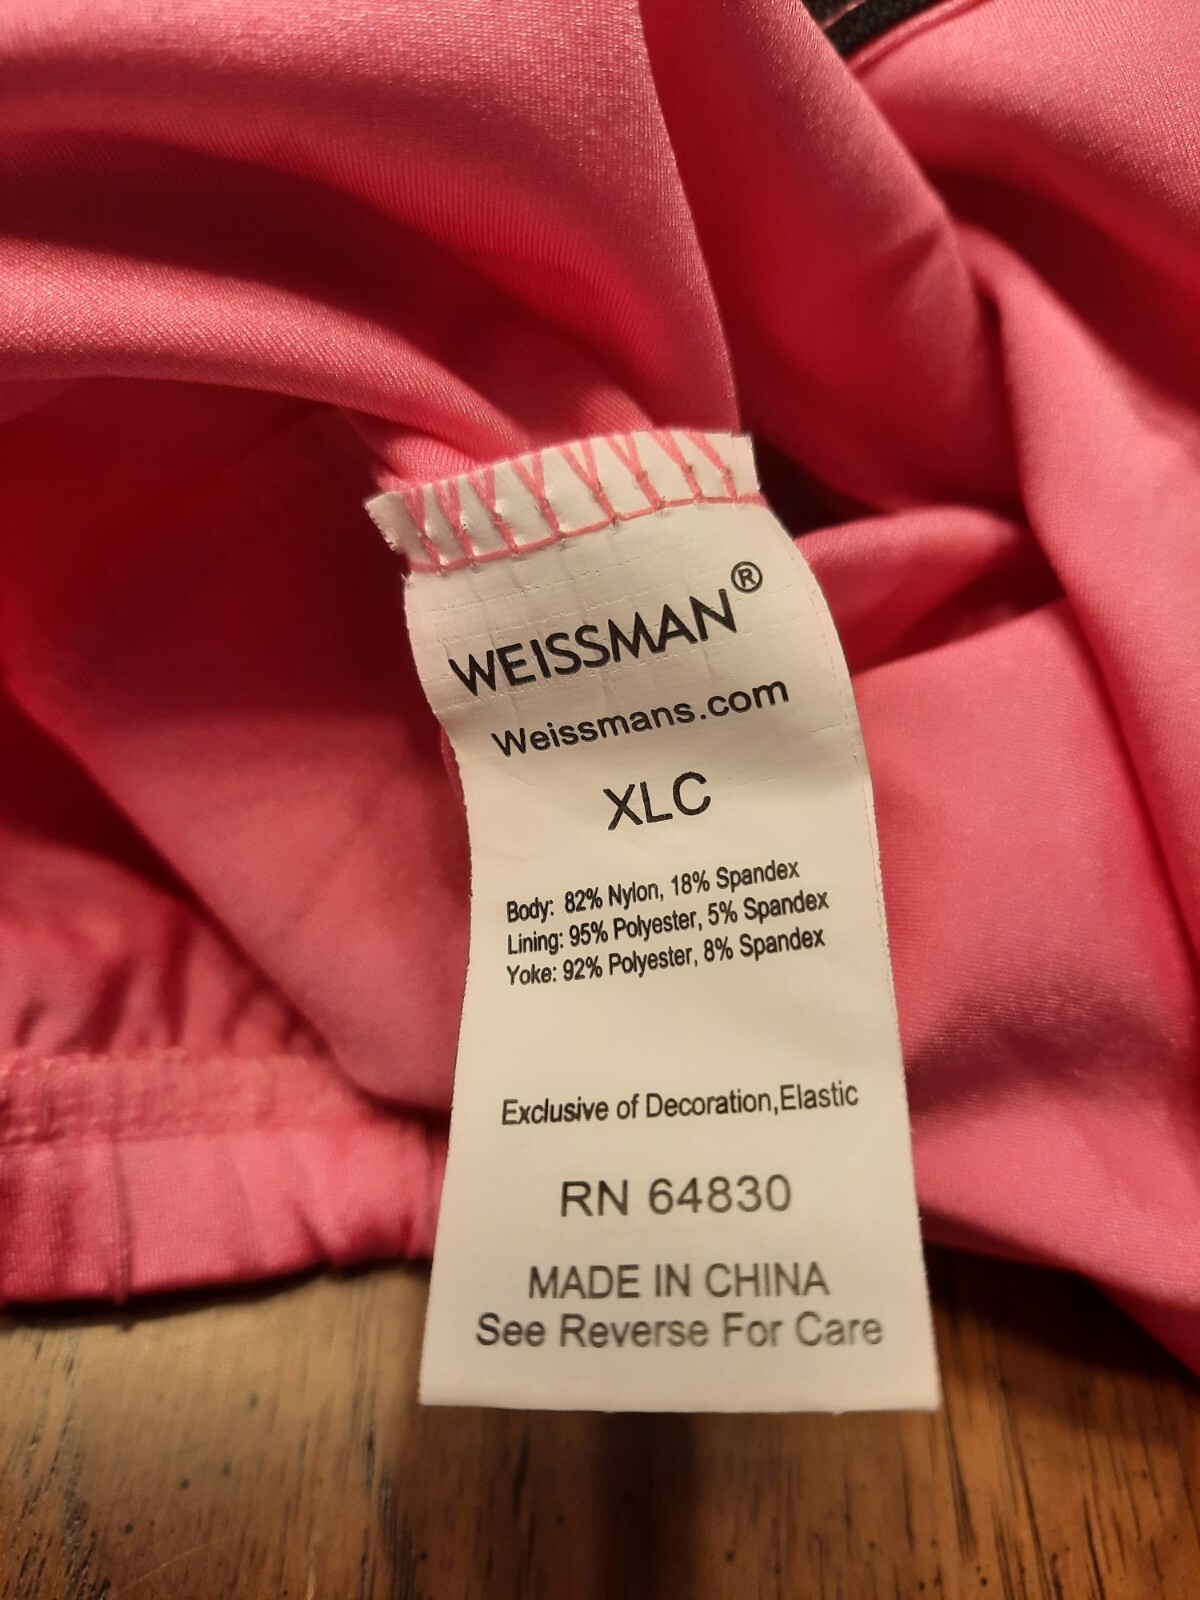 WEISSMAN®
Weissmans.com
XLC
Body: 82% Nylon, 18% Spandex
Lining: 95% Polyester, 5% Spandex
Yoke: 92% Polyester, 8% Spandex
Exclusive of Decoration,Elastic
RN 64830
MADE IN CHINA
See Reverse For Care